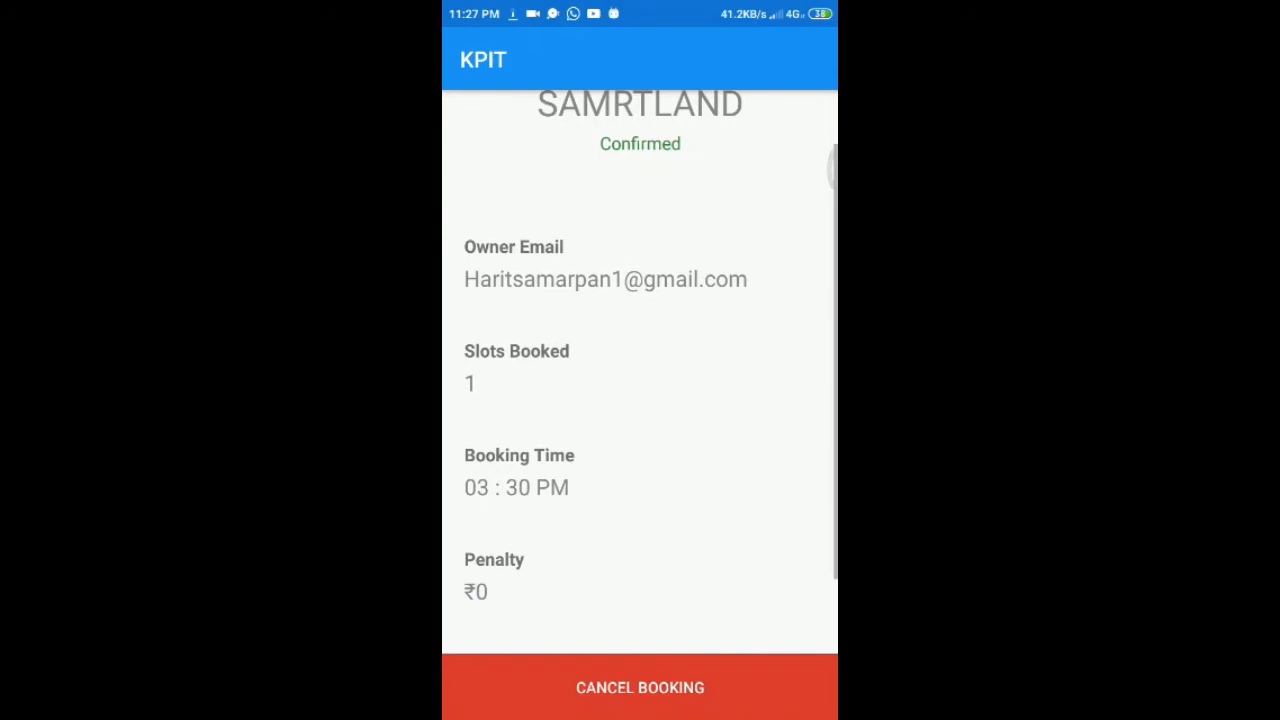 11:27 PM 41.2KB/s 4G 38
KPIT
SAMRTLAND
Confirmed
Owner Email
Haritsamarpan1@gmail.com
Slots Booked
1
Booking Time
03 : 30 PM
Penalty
₹0
CANCEL BOOKING